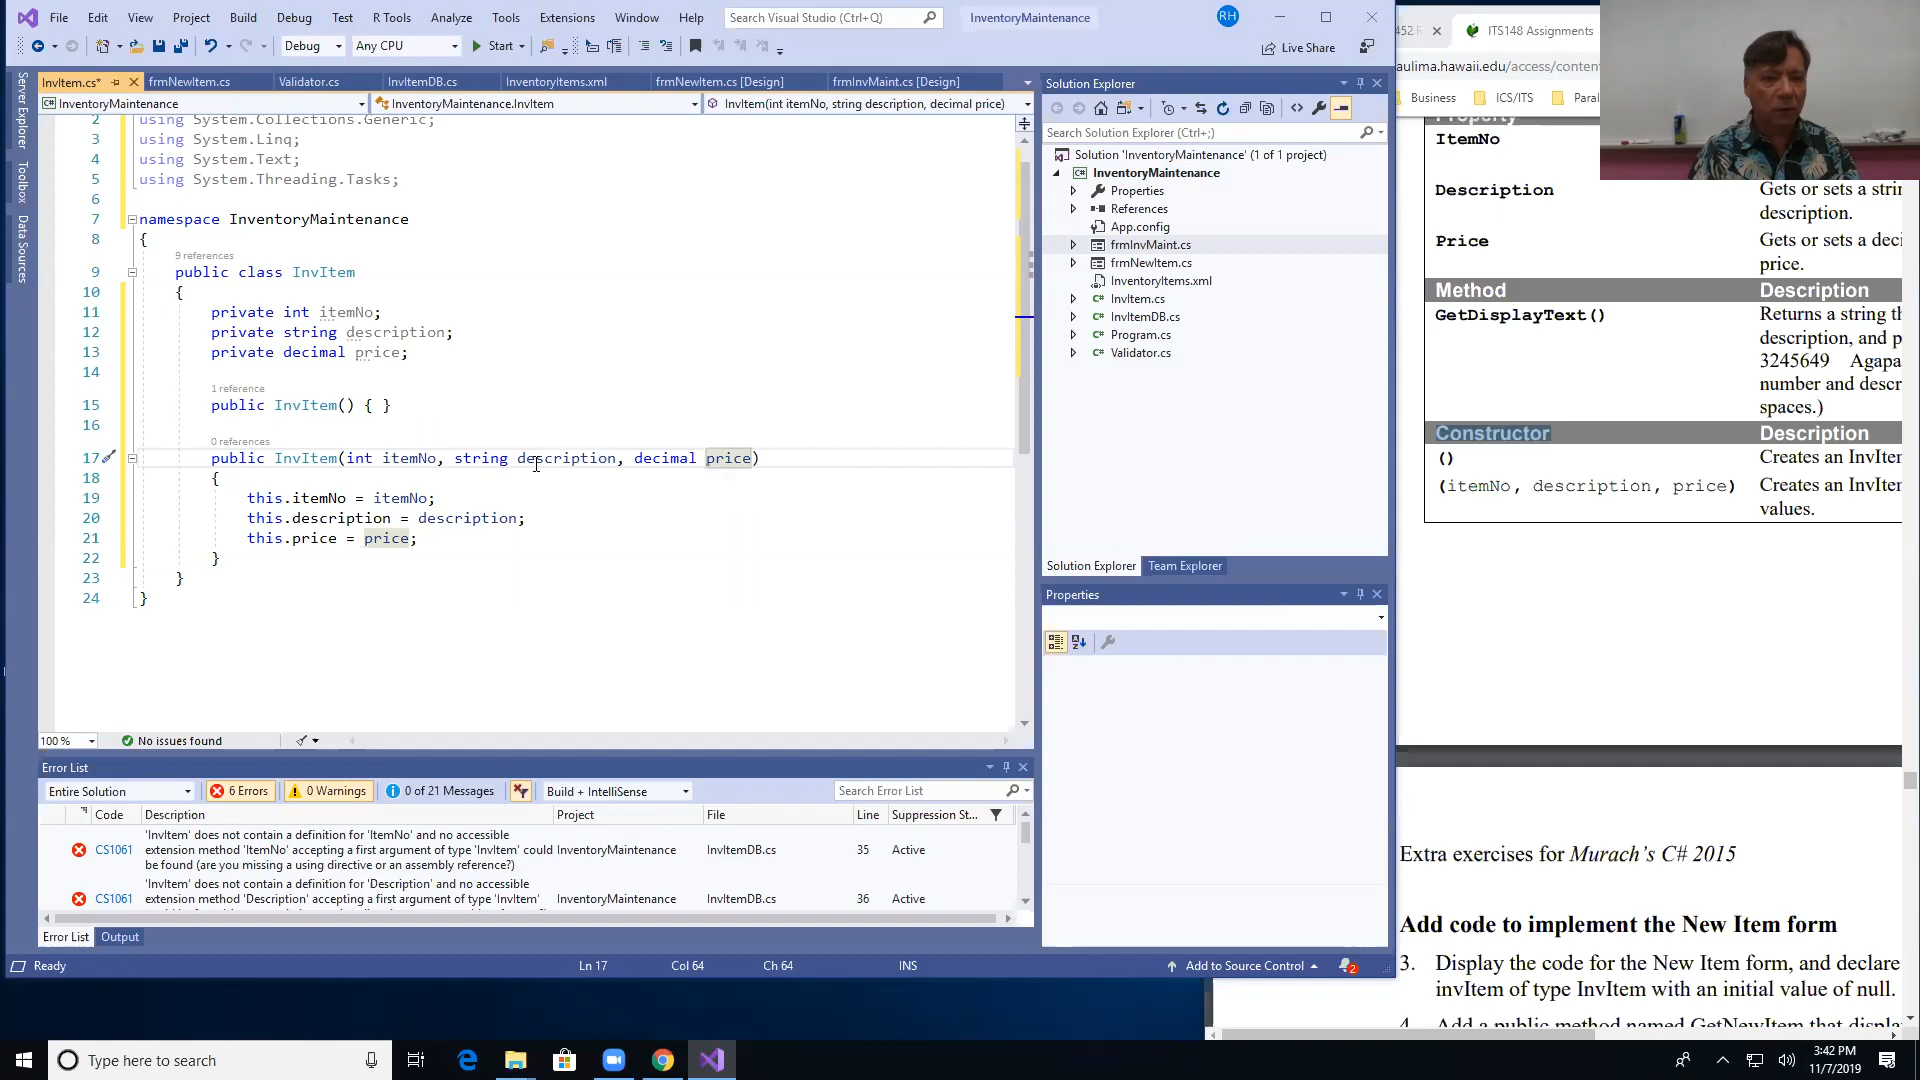 File Edit View Project Build Debug Test R Tools Analyze Tools Extensions Window Help Search Visual Studio (Ctrl+Q) InventoryMaintenance RH
Debug Any CPU Start Live Share
InvItem.cs* frmNewItem.cs Validator.cs InvItemDB.cs InventoryItems.xml frmNewItem.cs [Design] frmInvMaint.cs [Design]
InventoryMaintenance InventoryMaintenance.InvItem InvItem(int itemNo, string description, decimal price)
Server Explorer
Toolbox
Data Sources
2 using System.Collections.Generic;
3 using System.Linq;
4 using System.Text;
5 using System.Threading.Tasks;
6
7 namespace InventoryMaintenance
8 {
9 references
9 public class InvItem
10 {
11 private int itemNo;
12 private string description;
13 private decimal price;
14
1 reference
15 public InvItem() { }
16
0 references
17 public InvItem(int itemNo, string description, decimal price)
18 {
19 this.itemNo = itemNo;
20 this.description = description;
21 this.price = price;
22 }
23 }
24 }
100 % No issues found
Error List
Entire Solution 6 Errors 0 Warnings 0 of 21 Messages Build + IntelliSense Search Error List
Code Description Project File Line Suppression St...
'InvItem' does not contain a definition for 'ItemNo' and no accessible
CS1061 extension method 'ItemNo' accepting a first argument of type 'InvItem' could InventoryMaintenance InvItemDB.cs 35 Active
be found (are you missing a using directive or an assembly reference?)
'InvItem' does not contain a definition for 'Description' and no accessible
CS1061 extension method 'Description' accepting a first argument of type 'InvItem' InventoryMaintenance InvItemDB.cs 36 Active
Error List Output
Ready Ln 17 Col 64 Ch 64 INS Add to Source Control 2
Solution Explorer
Search Solution Explorer (Ctrl+;)
Solution 'InventoryMaintenance' (1 of 1 project)
InventoryMaintenance
Properties
References
App.config
frmInvMaint.cs
frmNewItem.cs
InventoryItems.xml
InvItem.cs
InvItemDB.cs
Program.cs
Validator.cs
Solution Explorer Team Explorer
Properties
452.F ITS148 Assignments
aulima.hawaii.edu/access/conten
Business ICS/ITS Paral
Property
ItemNo
Description Gets or sets a strin
description.
Price Gets or sets a deci
price.
Method Description
GetDisplayText() Returns a string th
description, and p
3245649 Agapa
number and descr
spaces.)
Constructor Description
() Creates an InvIter
(itemNo, description, price) Creates an InvIter
values.
Extra exercises for Murach's C# 2015
Add code to implement the New Item form
3. Display the code for the New Item form, and declare
invItem of type InvItem with an initial value of null.
4. Add a public method named GetNewItem that displa
Type here to search
3:42 PM
11/7/2019